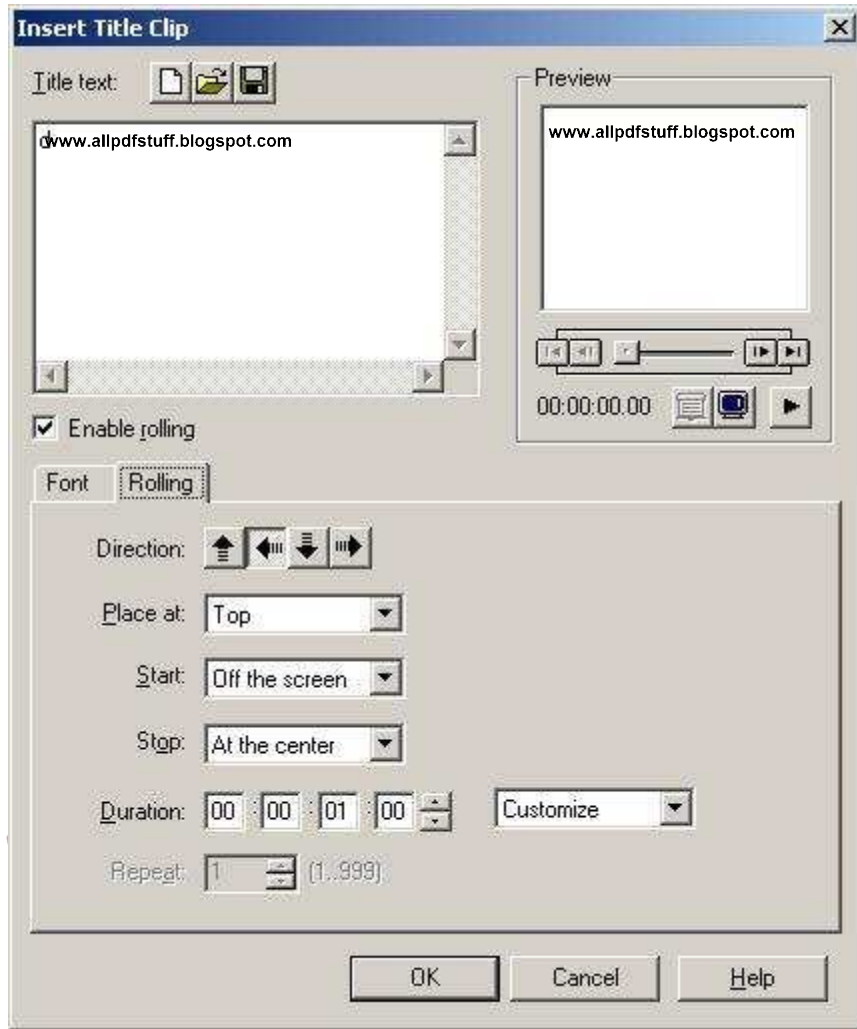 Insert Title Clip
Title text:
Preview
www.allpdfstuff.blogspot.com
www.allpdfstuff.blogspot.com
00:00:00.00
Enable rolling
Font Rolling
Direction:
Place at: Top
Start: Off the screen
Stop: At the center
Duration: 00 : 00 : 01 : 00 Customize
Repeat: 1 (1..999)
OK Cancel Help